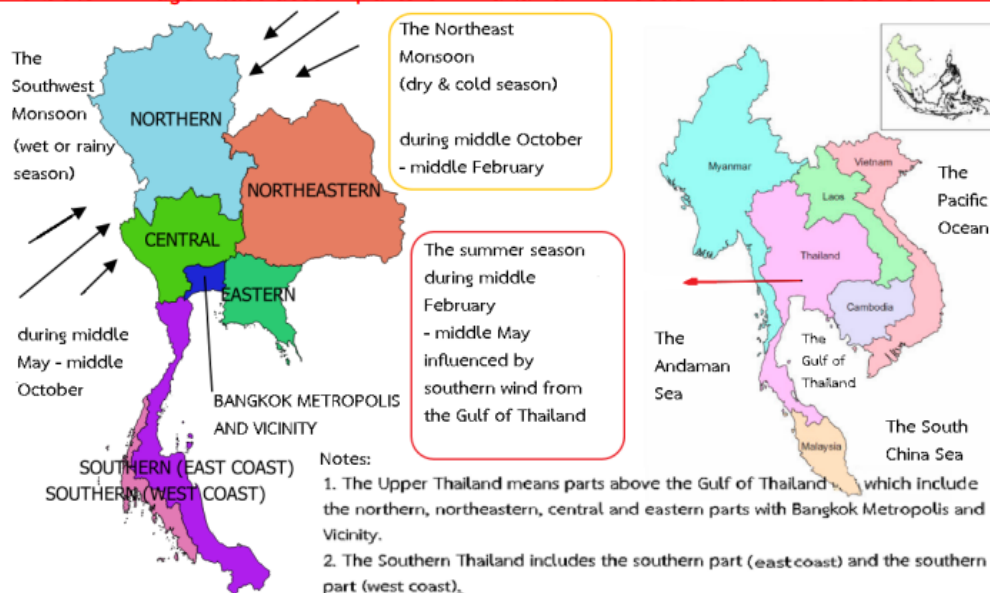 The
Southwest
Monsoon
(wet or rainy
season)
NORTHERN
The Northeast
Monsoon
(dry & cold season)
during middle October
- middle February
NORTHEASTERN
CENTRAL
EASTERN
during middle
May - middle
October
The summer season
during middle
February
- middle May
influenced by
southern wind from
the Gulf of Thailand
BANGKOK METROPOLIS
AND VICINITY
SOUTHERN (EAST COAST)
SOUTHERN (WEST COAST)
Myanmar
Vietnam
Laos
The
Pacific
Ocean
Thailand
Cambodia
The
Andaman
Sea
The
Gulf of
Thailand
Malaysia
The South
China Sea
Notes:
1. The Upper Thailand means parts above the Gulf of Thailand which include
the northern, northeastern, central and eastern parts with Bangkok Metropolis and
Vicinity.
2. The Southern Thailand includes the southern part (east coast) and the southern
part (west coast).